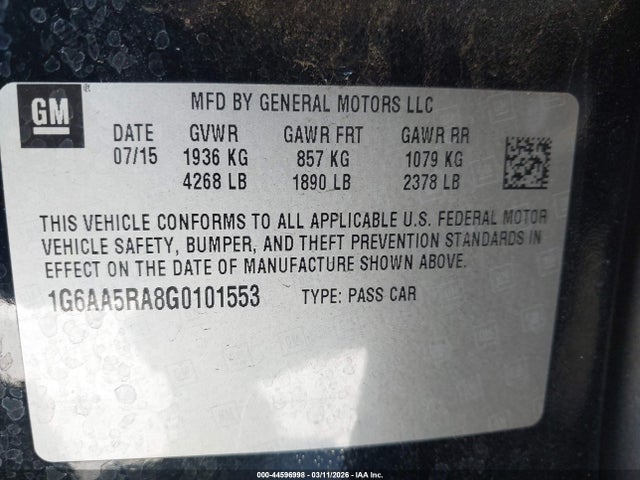 GM
MFD BY GENERAL MOTORS LLC
DATE GVWR GAWR FRT GAWR RR
07/15 1936 KG 857 KG 1079 KG
4268 LB 1890 LB 2378 LB
THIS VEHICLE CONFORMS TO ALL APPLICABLE U.S. FEDERAL MOTOR
VEHICLE SAFETY, BUMPER, AND THEFT PREVENTION STANDARDS IN
EFFECT ON THE DATE OF MANUFACTURE SHOWN ABOVE.
1G6AA5RA8G0101553 TYPE: PASS CAR
© 2026 - 44596998 - 03/11/2026 - IAA Inc.